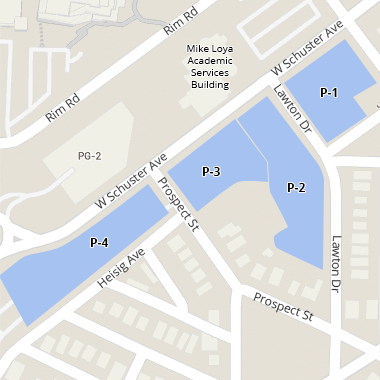 Rim Rd
W Schuster Ave
Mike Loya
Academic
Services
Building
P-1
Lawton Dr
Rim Rd
PG-2
W Schuster Ave
P-3
P-2
Prospect St
P-4
Heisig Ave
Lawton Dr
Prospect St